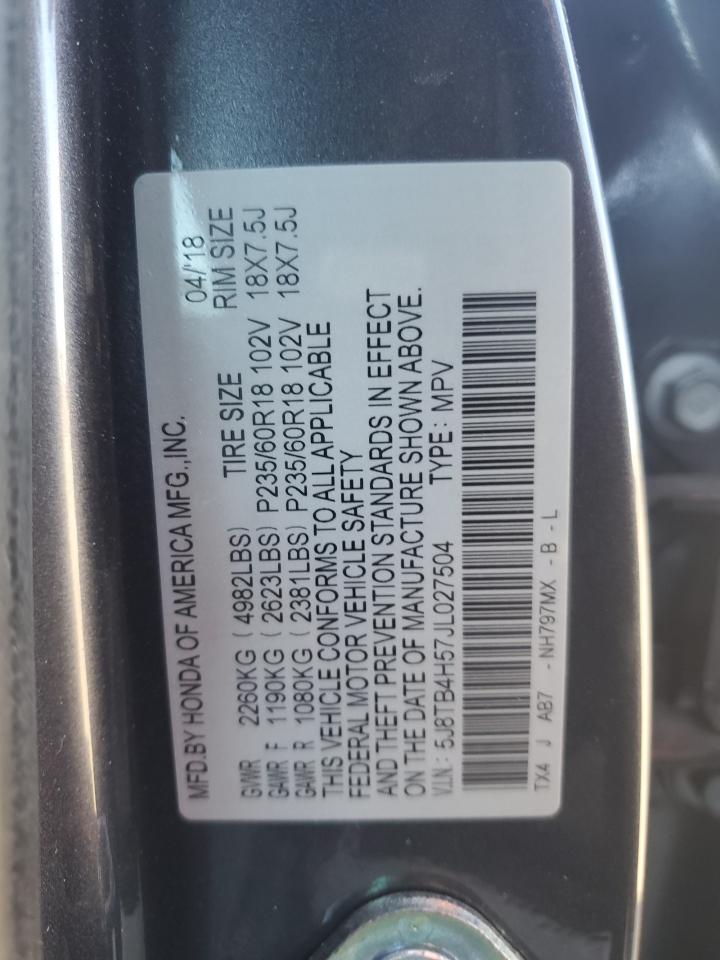 MFD.BY HONDA OF AMERICA MFG.,INC. 04/'18
TIRE SIZE RIM SIZE
GVWR 2260KG ( 4982LBS)
GAWR F 1190KG ( 2623LBS) P235/60R18 102V 18X7.5J
GAWR R 1080KG ( 2381LBS) P235/60R18 102V 18X7.5J
THIS VEHICLE CONFORMS TO ALL APPLICABLE
FEDERAL MOTOR VEHICLE SAFETY
AND THEFT PREVENTION STANDARDS IN EFFECT
ON THE DATE OF MANUFACTURE SHOWN ABOVE.
V.I.N : 5J8TB4H57JL027504 TYPE: MPV
TX4 J AB7 - NH797MX - B - L